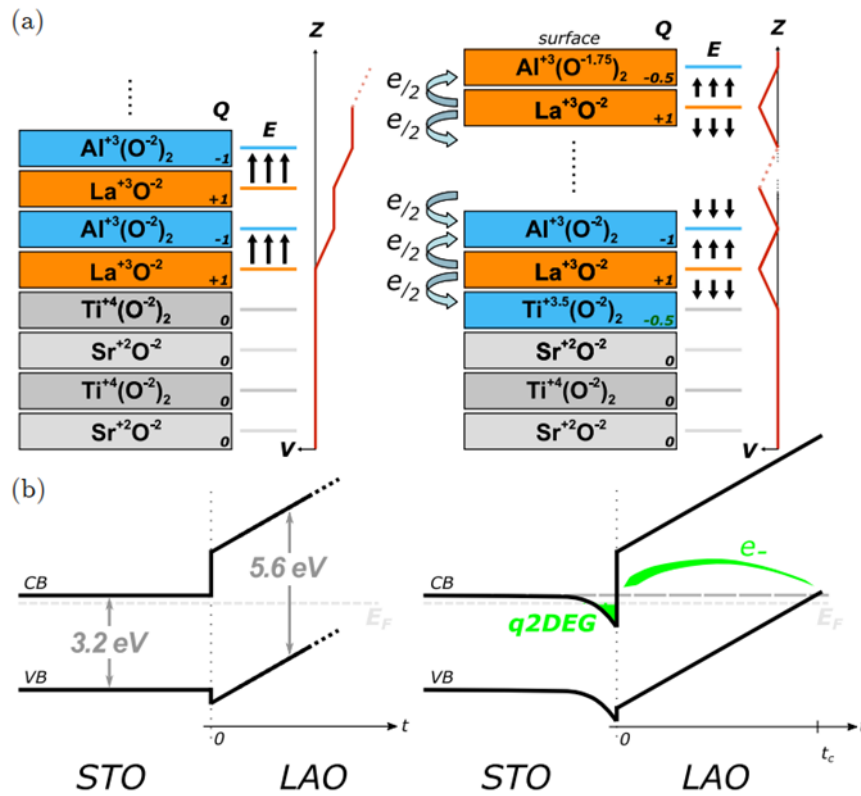 (a)
Q
E
Z
Al+3(O-2)2 -1
La+3O-2 +1
Al+3(O-2)2 -1
La+3O-2 +1
Ti+4(O-2)2 0
Sr+2O-2 0
Ti+4(O-2)2 0
Sr+2O-2 0
V
surface
Q
E
Z
Al+3(O-1.75)2 -0.5
e/2
La+3O-2 +1
e/2
e/2
Al+3(O-2)2 -1
e/2
La+3O-2 +1
e/2
Ti+3.5(O-2)2 -0.5
Sr+2O-2 0
Ti+4(O-2)2 0
Sr+2O-2 0
V
(b)
CB
3.2 eV
5.6 eV
EF
VB
0
t
STO
LAO
CB
e-
q2DEG
EF
VB
0
tc
t
STO
LAO